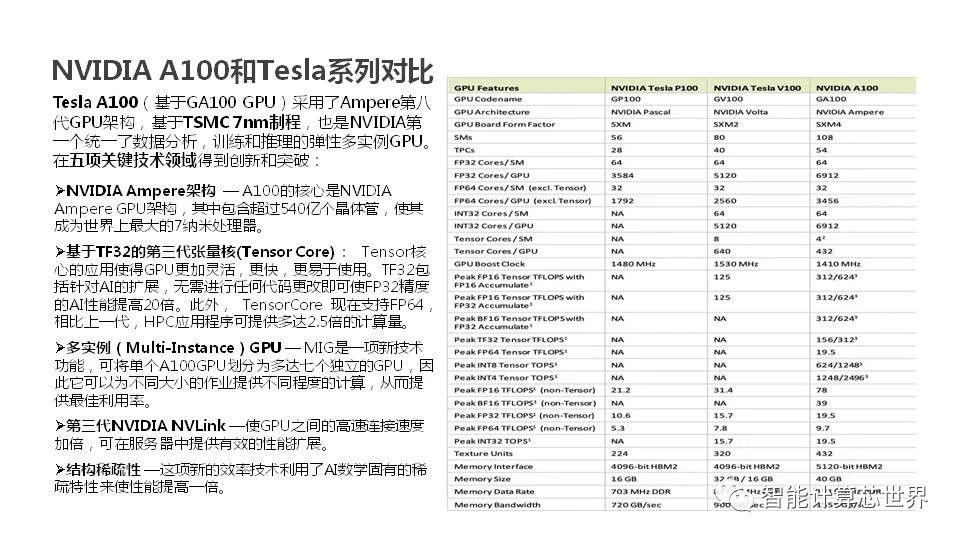 NVIDIA A100和Tesla系列对比
Tesla A100（基于GA100 GPU）采用了Ampere第八
代GPU架构，基于TSMC 7nm制程，也是NVIDIA第
一个统一了数据分析，训练和推理的弹性多实例GPU。
在五项关键技术领域得到创新和突破：
➢NVIDIA Ampere架构 — A100的核心是NVIDIA
Ampere GPU架构，其中包含超过540亿个晶体管，使其
成为世界上最大的7纳米处理器。
➢基于TF32的第三代张量核(Tensor Core)： Tensor核
心的应用使得GPU更加灵活，更快，更易于使用。TF32包
括针对AI的扩展，无需进行任何代码更改即可使FP32精度
的AI性能提高20倍。此外， TensorCore 现在支持FP64，
相比上一代，HPC应用程序可提供多达2.5倍的计算量。
➢多实例（Multi-Instance）GPU — MIG是一项新技术
功能，可将单个A100GPU划分为多达七个独立的GPU，因
此它可以为不同大小的作业提供不同程度的计算，从而提
供最佳利用率。
➢第三代NVIDIA NVLink —使GPU之间的高速连接速度
加倍，可在服务器中提供有效的性能扩展。
➢结构稀疏性 —这项新的效率技术利用了AI数学固有的稀
疏特性来使性能提高一倍。
GPU Features NVIDIA Tesla P100 NVIDIA Tesla V100 NVIDIA A100
GPU Codename GP100 GV100 GA100
GPU Architecture NVIDIA Pascal NVIDIA Volta NVIDIA Ampere
GPU Board Form Factor SXM SXM2 SXM4
SMs 56 80 108
TPCs 28 40 54
FP32 Cores / SM 64 64 64
FP32 Cores / GPU 3584 5120 6912
FP64 Cores / SM (excl. Tensor) 32 32 32
FP64 Cores / GPU (excl. Tensor) 1792 2560 3456
INT32 Cores / SM NA 64 64
INT32 Cores / GPU NA 5120 6912
Tensor Cores / SM NA 8 4²
Tensor Cores / GPU NA 640 432
GPU Boost Clock 1480 MHz 1530 MHz 1410 MHz
Peak FP16 Tensor TFLOPS with NA 125 312/624³
FP16 Accumulate¹
Peak FP16 Tensor TFLOPS with NA 125 312/624³
FP32 Accumulate¹
Peak BF16 Tensor TFLOPS with NA NA 312/624³
FP32 Accumulate¹
Peak TF32 Tensor TFLOPS¹ NA NA 156/312³
Peak FP64 Tensor TFLOPS¹ NA NA 19.5
Peak INT8 Tensor TOPS¹ NA NA 624/1248³
Peak INT4 Tensor TOPS¹ NA NA 1248/2496³
Peak FP16 TFLOPS¹ (non-Tensor) 21.2 31.4 78
Peak BF16 TFLOPS¹ (non-Tensor) NA NA 39
Peak FP32 TFLOPS¹ (non-Tensor) 10.6 15.7 19.5
Peak FP64 TFLOPS¹ (non-Tensor) 5.3 7.8 9.7
Peak INT32 TOPS¹ NA 15.7 19.5
Texture Units 224 320 432
Memory Interface 4096-bit HBM2 4096-bit HBM2 5120-bit HBM2
Memory Size 16 GB 32 GB / 16 GB 40 GB
Memory Data Rate 703 MHz DDR MHz DDR DDR
Memory Bandwidth 720 GB/sec
智能计算芯世界